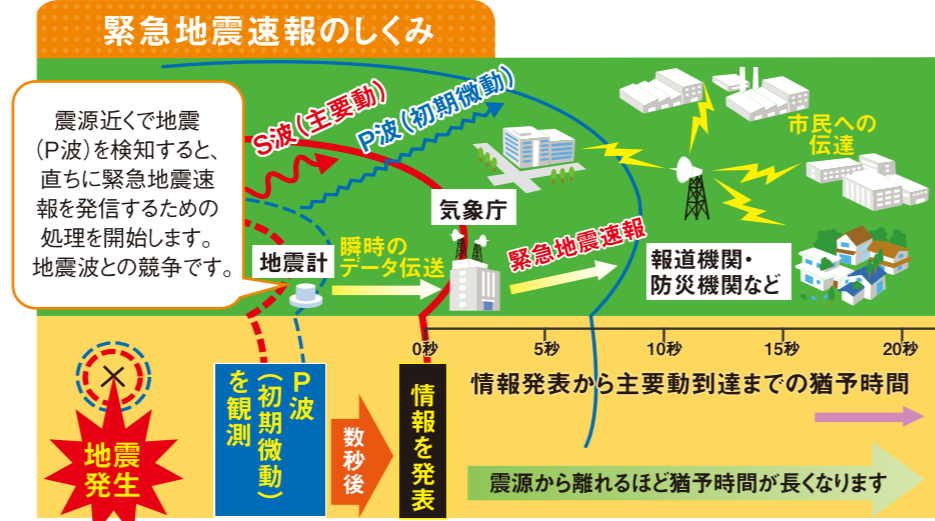 緊急地震速報のしくみ
震源近くで地震
(P波)を検知すると、
直ちに緊急地震速
報を発信するための
処理を開始します。
地震波との競争です。
S波(主要動)
P波(初期微動)
市民への
伝達
気象庁
地震計
瞬時の
データ伝送
緊急地震速報
報道機関・
防災機関など
0秒
5秒
10秒
15秒
20秒
情報発表から主要動到達までの猶予時間
地震
発生
P波
(初期微動)
を観測
数秒後
情報を発表
震源から離れるほど猶予時間が長くなります